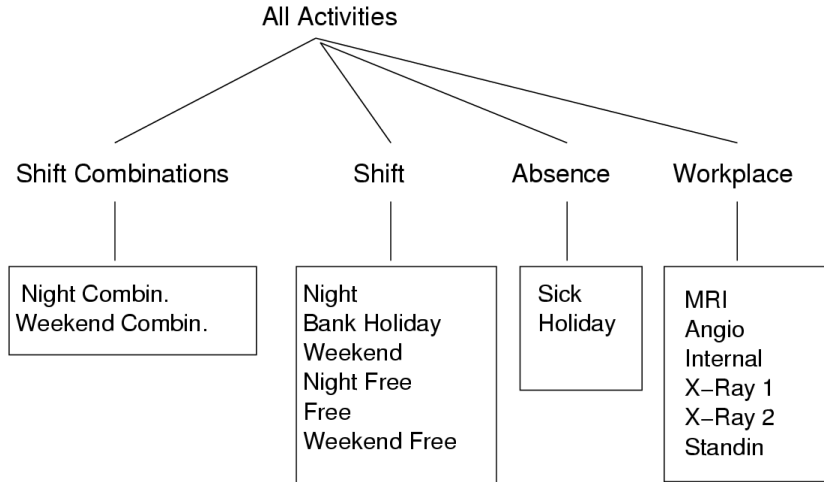 All Activities
Shift Combinations
Shift
Absence
Workplace
Night Combin.
Weekend Combin.
Night
Bank Holiday
Weekend
Night Free
Free
Weekend Free
Sick
Holiday
MRI
Angio
Internal
X−Ray 1
X−Ray 2
Standin